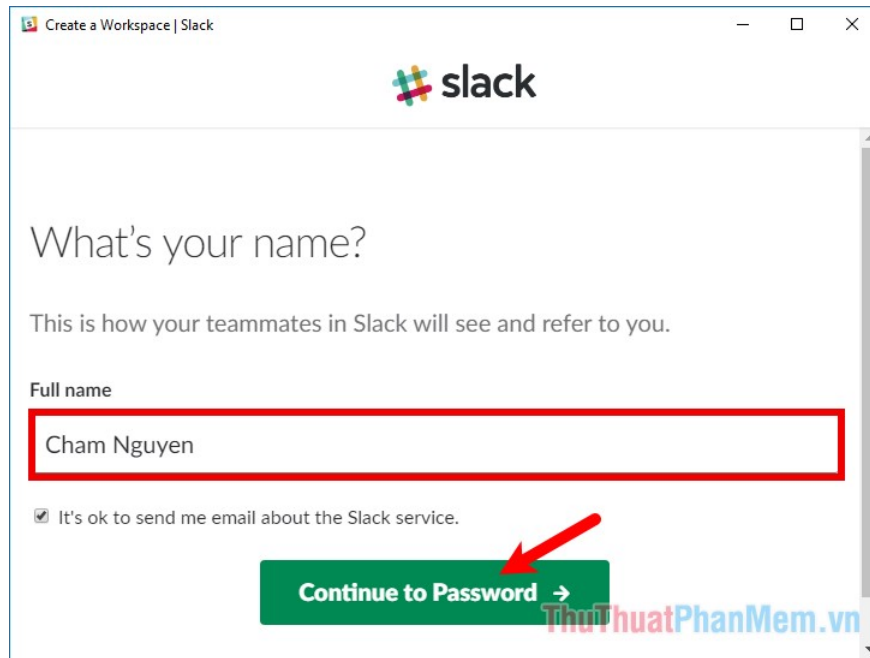 Create a Workspace | Slack
slack
What's your name?
This is how your teammates in Slack will see and refer to you.
Full name
Cham Nguyen
It's ok to send me email about the Slack service.
Continue to Password →
ThuThuatPhanMem.vn